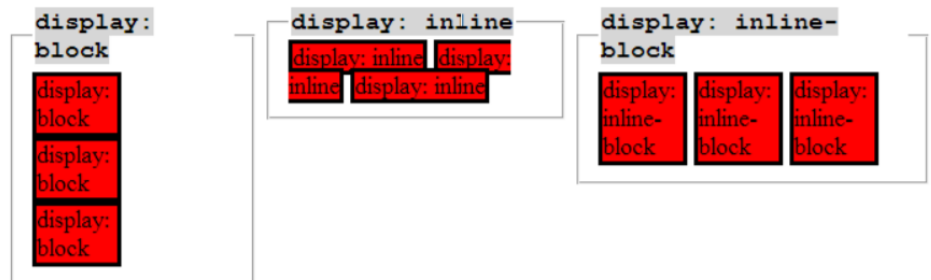 display:
block
display:
block
display:
block
display:
block
display: inline
display: inline display:
inline display: inline
display: inline-
block
display: display: display:
inline- inline- inline-
block block block